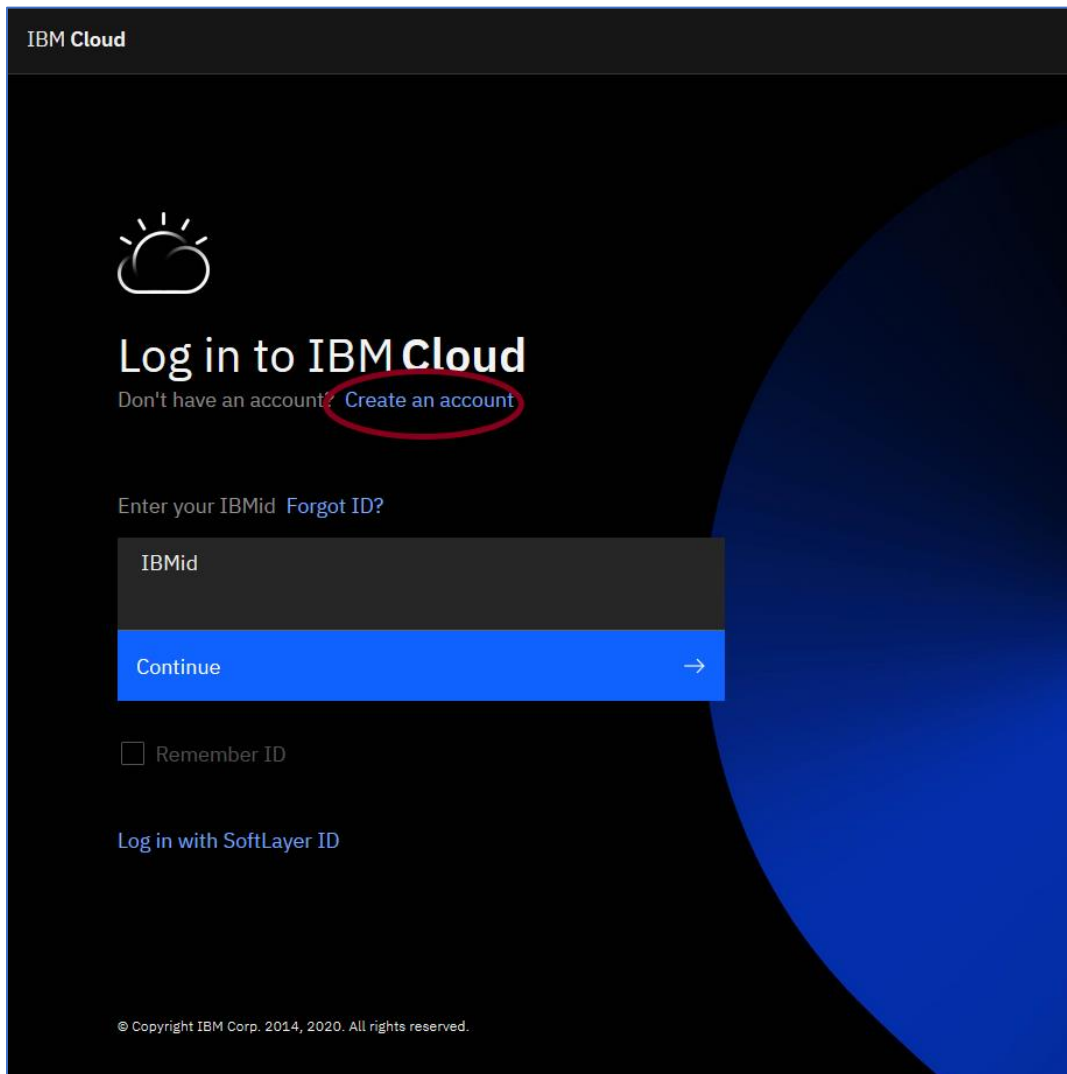 IBM Cloud
Log in to IBM Cloud
Don't have an account? Create an account
Enter your IBMid Forgot ID?
IBMid
Continue
Remember ID
Log in with SoftLayer ID
© Copyright IBM Corp. 2014, 2020. All rights reserved.